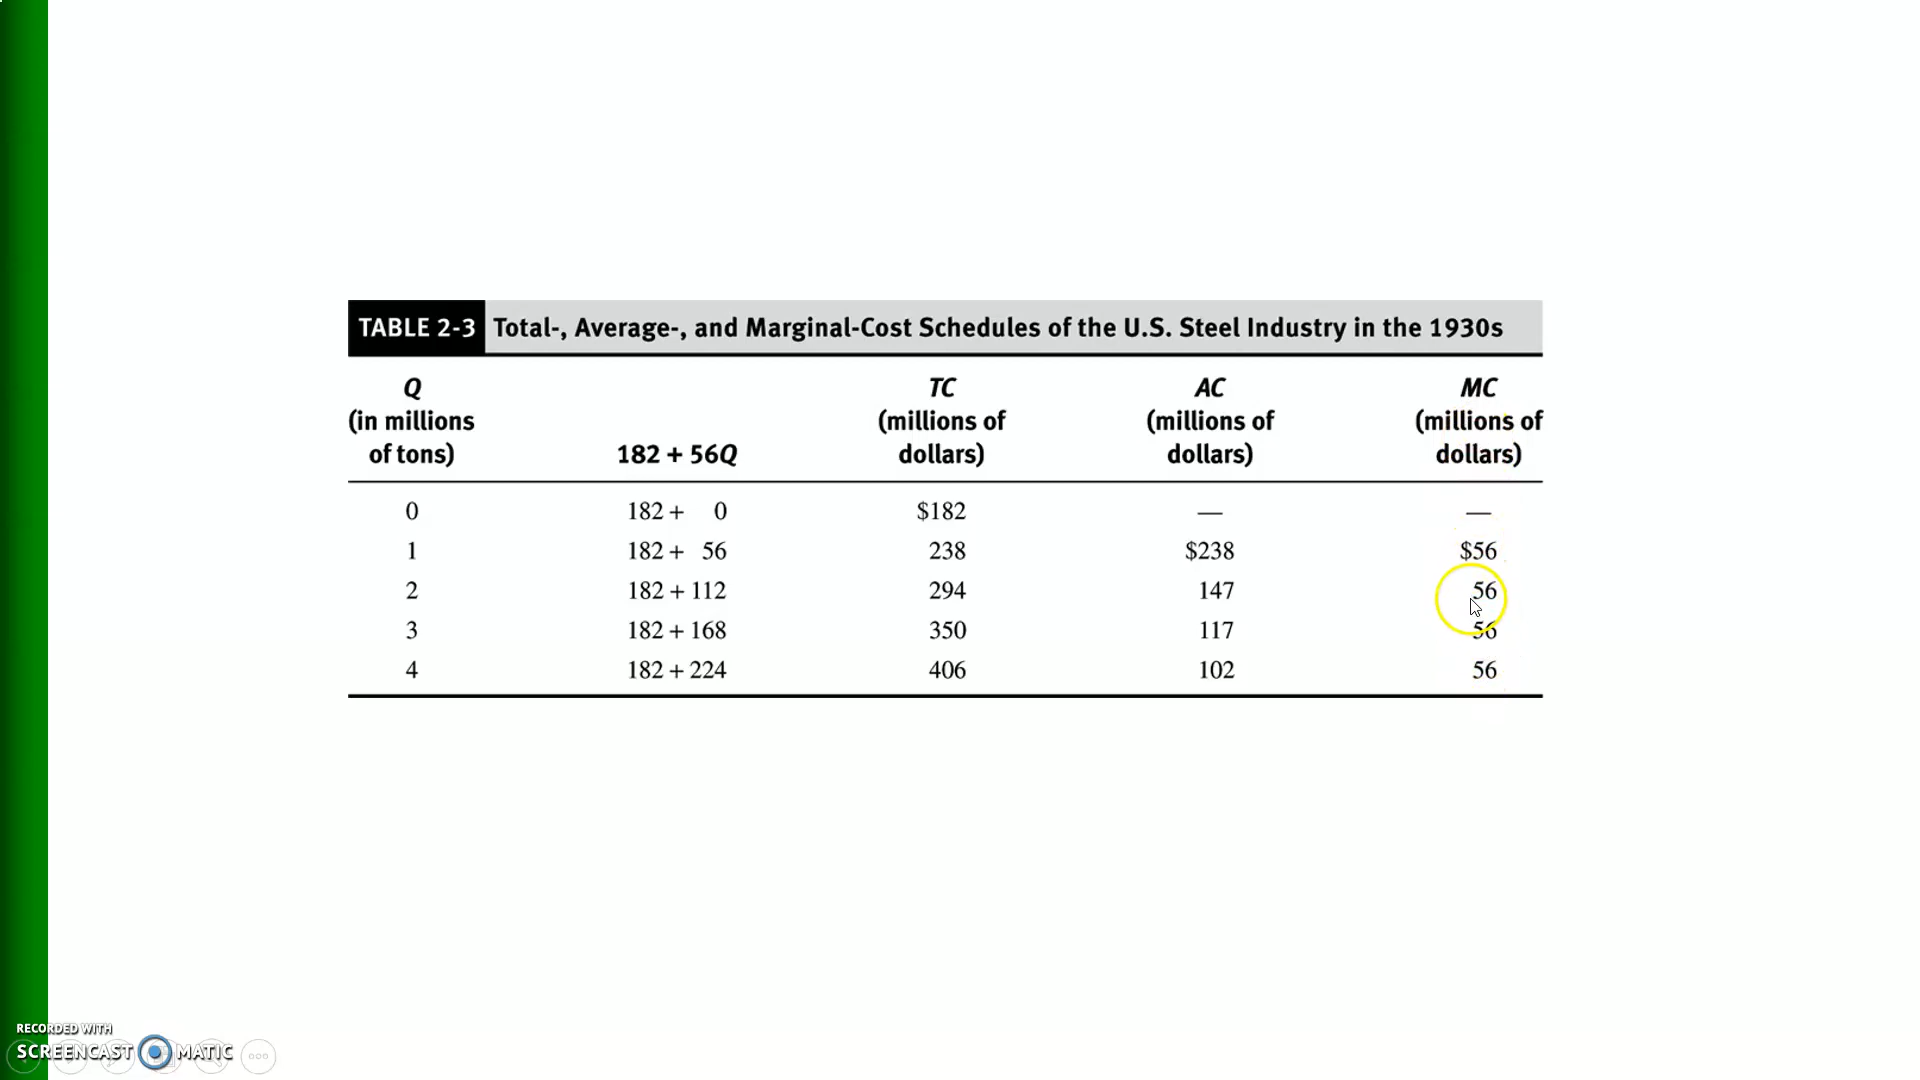 TABLE 2-3 Total-, Average-, and Marginal-Cost Schedules of the U.S. Steel Industry in the 1930s
Q TC AC MC
(in millions (millions of (millions of (millions of
of tons) 182 + 56Q dollars) dollars) dollars)
0 182 + 0 $182 — —
1 182 + 56 238 $238 $56
2 182 + 112 294 147 56
3 182 + 168 350 117 56
4 182 + 224 406 102 56
RECORDED WITH
SCREENCAST MATIC